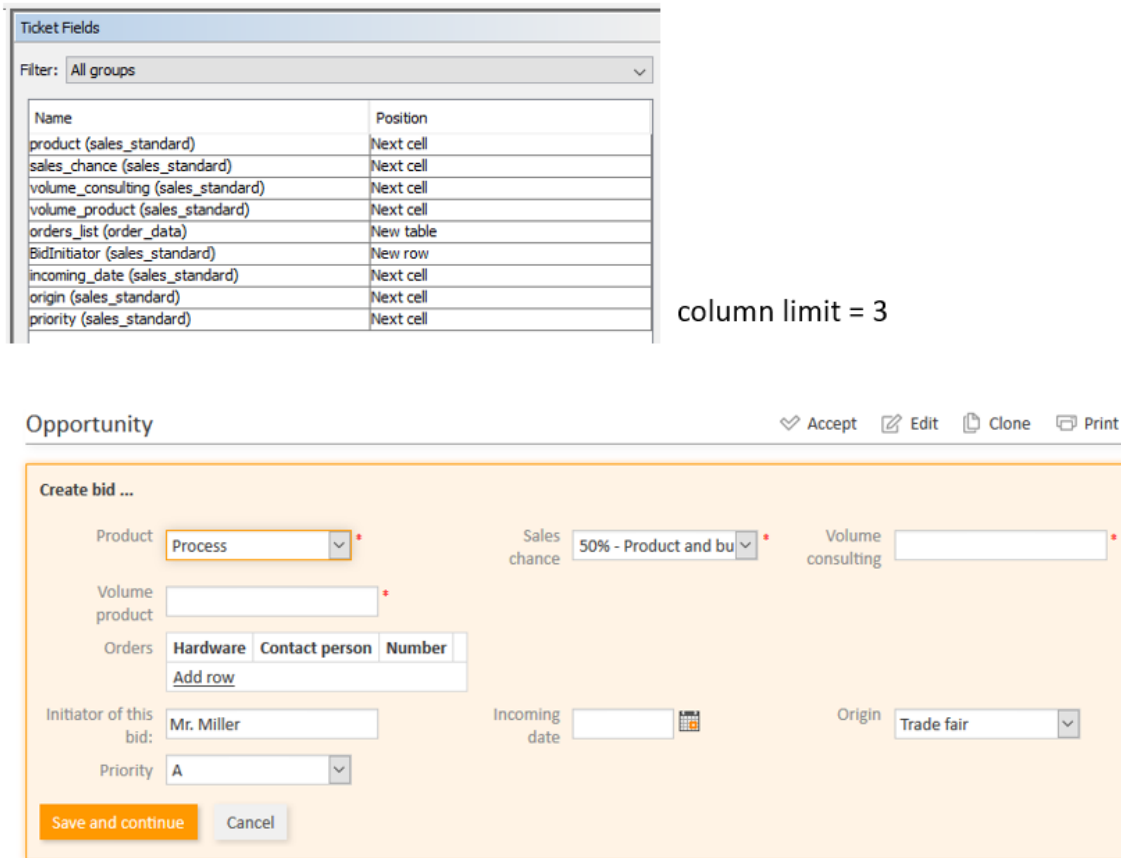 Ticket Fields
Filter: All groups
Name Position
product (sales_standard) Next cell
sales_chance (sales_standard) Next cell
volume_consulting (sales_standard) Next cell
volume_product (sales_standard) Next cell
orders_list (order_data) New table
BidInitiator (sales_standard) New row
incoming_date (sales_standard) Next cell
origin (sales_standard) Next cell
priority (sales_standard) Next cell
column limit = 3
Opportunity Accept Edit Clone Print
Create bid ...
Product Process * Sales chance 50% - Product and bu * Volume consulting *
Volume product *
Orders Hardware Contact person Number
Add row
Initiator of this bid: Mr. Miller Incoming date Origin Trade fair
Priority A
Save and continue Cancel